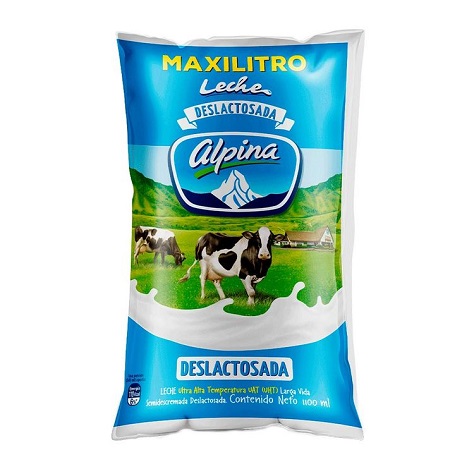 MAXILITRO
Leche
DESLACTOSADA
alpina
DESLACTOSADA
LECHE Ultra Alta Temperatura UAT (UHT) Larga Vida
Semidescremada Deslactosada. Contenido Neto 1100 ml